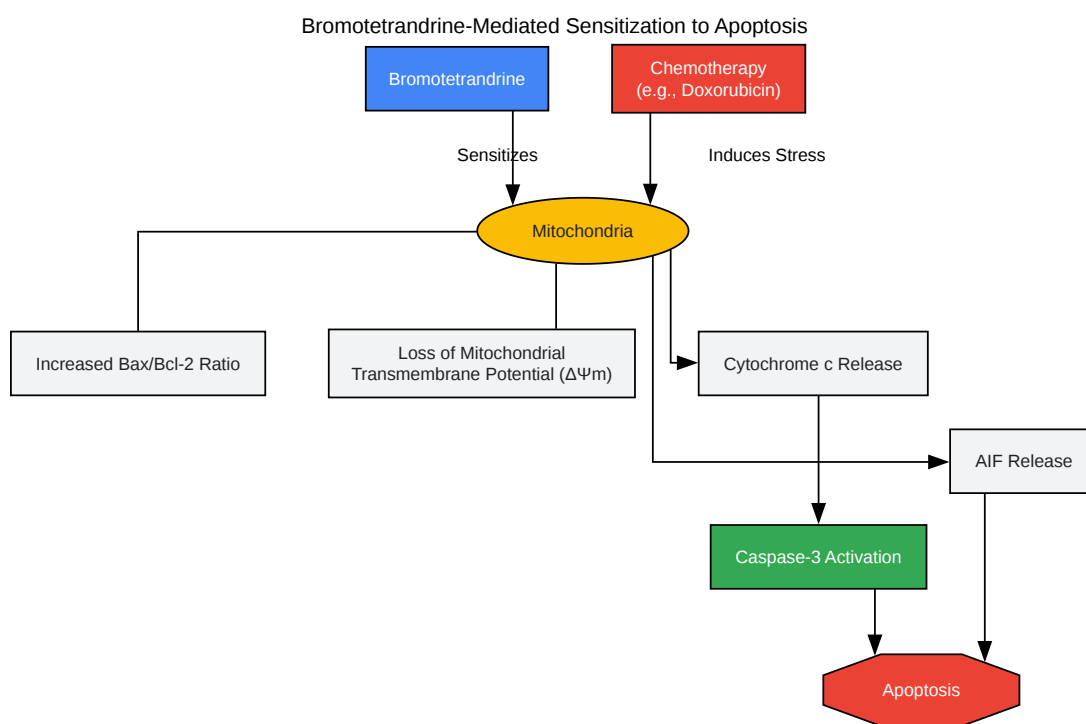 Bromotetrandrine-Mediated Sensitization to Apoptosis
Bromotetrandrine
Chemotherapy
(e.g., Doxorubicin)
Sensitizes
Induces Stress
Mitochondria
Increased Bax/Bcl-2 Ratio
Loss of Mitochondrial
Transmembrane Potential (ΔΨm)
Cytochrome c Release
AIF Release
Caspase-3 Activation
Apoptosis